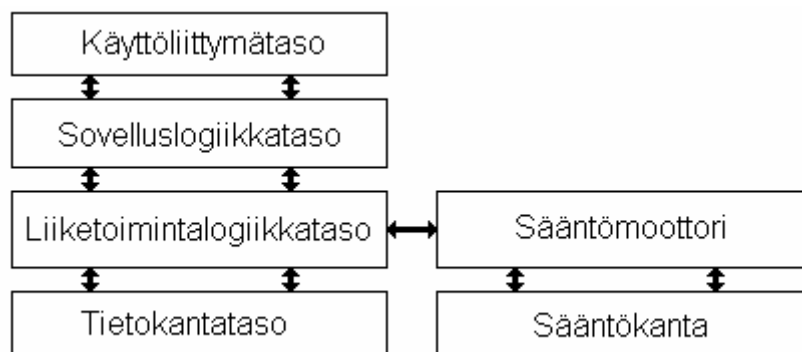 Käyttöliittymätaso
Sovelluslogiikkataso
Liiketoimintalogiikkataso
Sääntömoottori
Tietokantataso
Sääntökanta